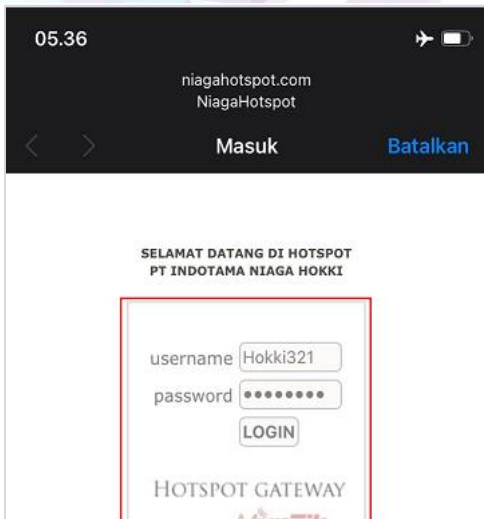 05.36
niagahotspot.com
NiagaHotspot
Masuk
Batalkan
SELAMAT DATANG DI HOTSPOT
PT INDOTAMA NIAGA HOKKI
username Hokki321
password ••••••••
LOGIN
HOTSPOT GATEWAY